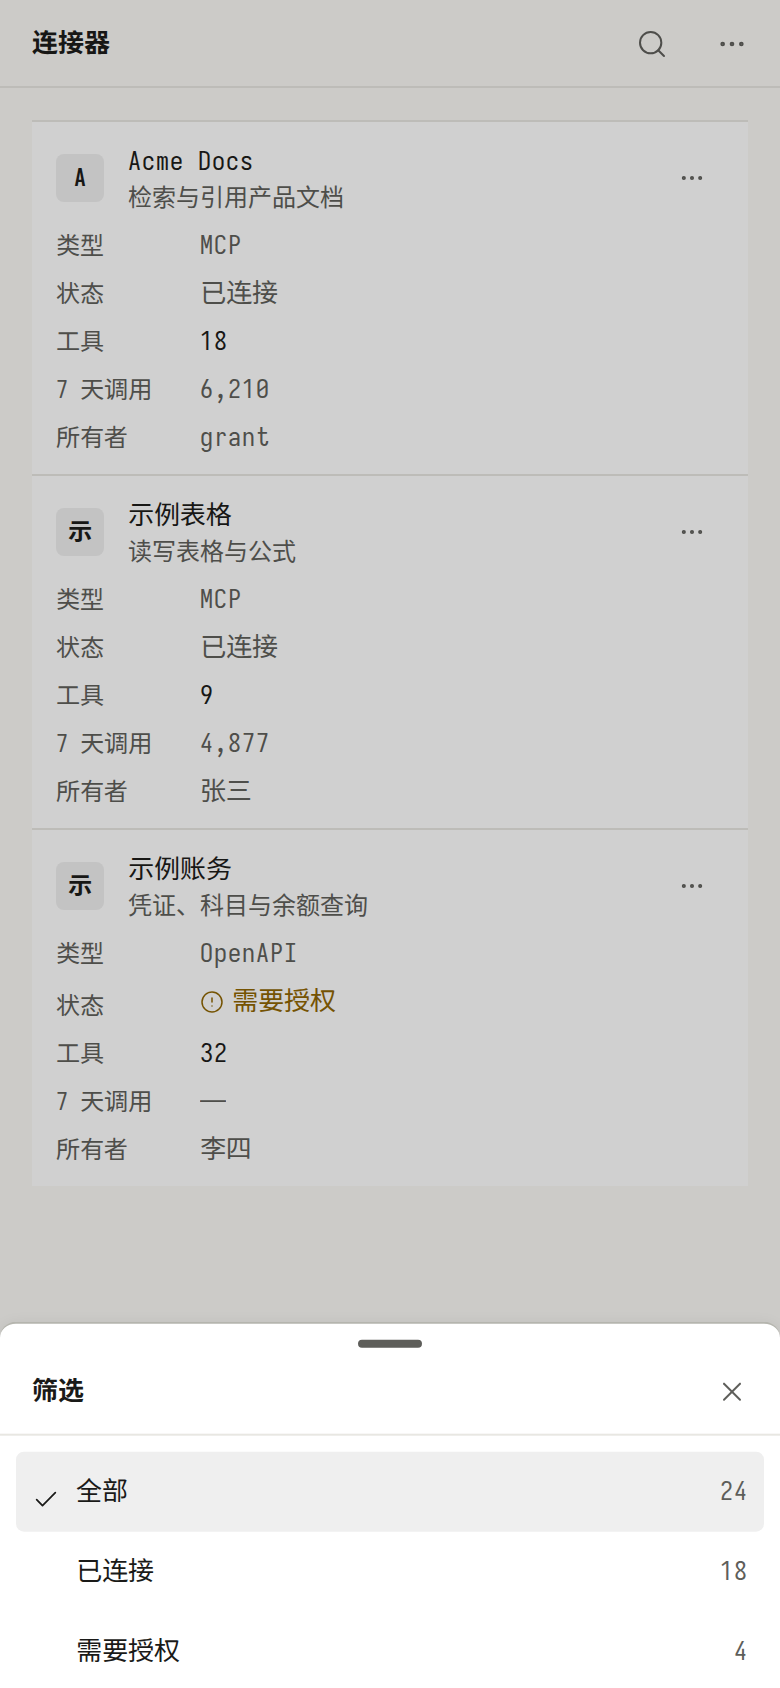 连接器
A
Acme Docs
检索与引用产品文档
类型 MCP
状态 已连接
工具 18
7 天调用 6,210
所有者 grant
示
示例表格
读写表格与公式
类型 MCP
状态 已连接
工具 9
7 天调用 4,877
所有者 张三
示
示例账务
凭证、科目与余额查询
类型 OpenAPI
状态 需要授权
工具 32
7 天调用 —
所有者 李四
筛选
全部 24
已连接 18
需要授权 4